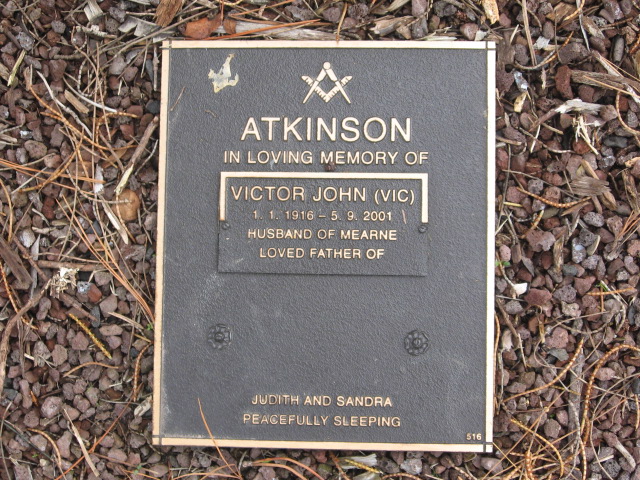 ATKINSON
IN LOVING MEMORY OF
VICTOR JOHN (VIC)
1. 1. 1916 – 5. 9. 2001
HUSBAND OF MEARNE
LOVED FATHER OF
JUDITH AND SANDRA
PEACEFULLY SLEEPING
516